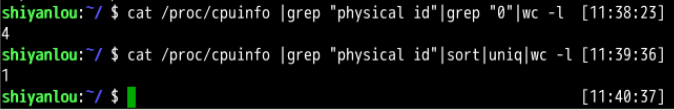 shiyanlou:~/ $ cat /proc/cpuinfo |grep "physical id"|grep "0"|wc -l [11:38:23]
4
shiyanlou:~/ $ cat /proc/cpuinfo |grep "physical id"|sort|uniq|wc -l [11:39:36]
1
shiyanlou:~/ $ [11:40:37]